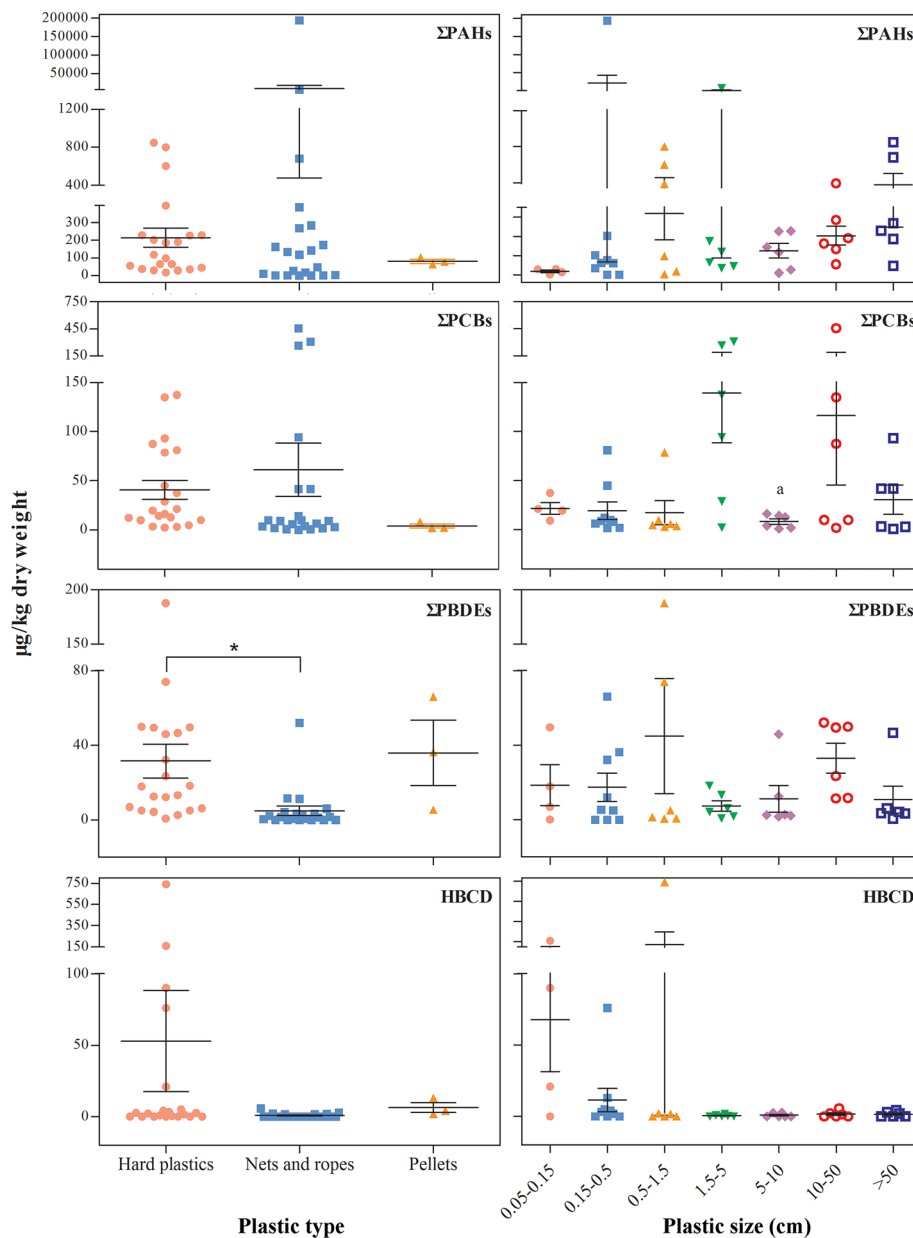 ΣPAHs
200000
150000
100000
50000
1200
800
400
300
200
100
0
ΣPAHs
ΣPCBs
750
450
150
150
100
50
0
ΣPCBs
a
µg/kg dry weight
ΣPBDEs
200
150
80
40
0
*
ΣPBDEs
HBCD
750
550
350
150
100
50
0
HBCD
Hard plastics Nets and ropes Pellets
0.05-0.15 0.15-0.5 0.5-1.5 1.5-5 5-10 10-50 >50
Plastic type Plastic size (cm)